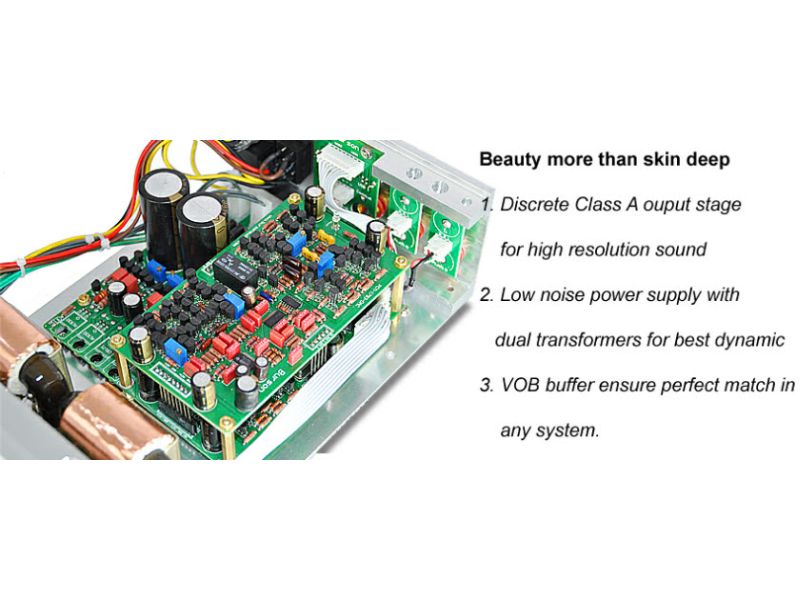 Beauty more than skin deep
1. Discrete Class A ouput stage
for high resolution sound
2. Low noise power supply with
dual transformers for best dynamic
3. VOB buffer ensure perfect match in
any system.
Burson